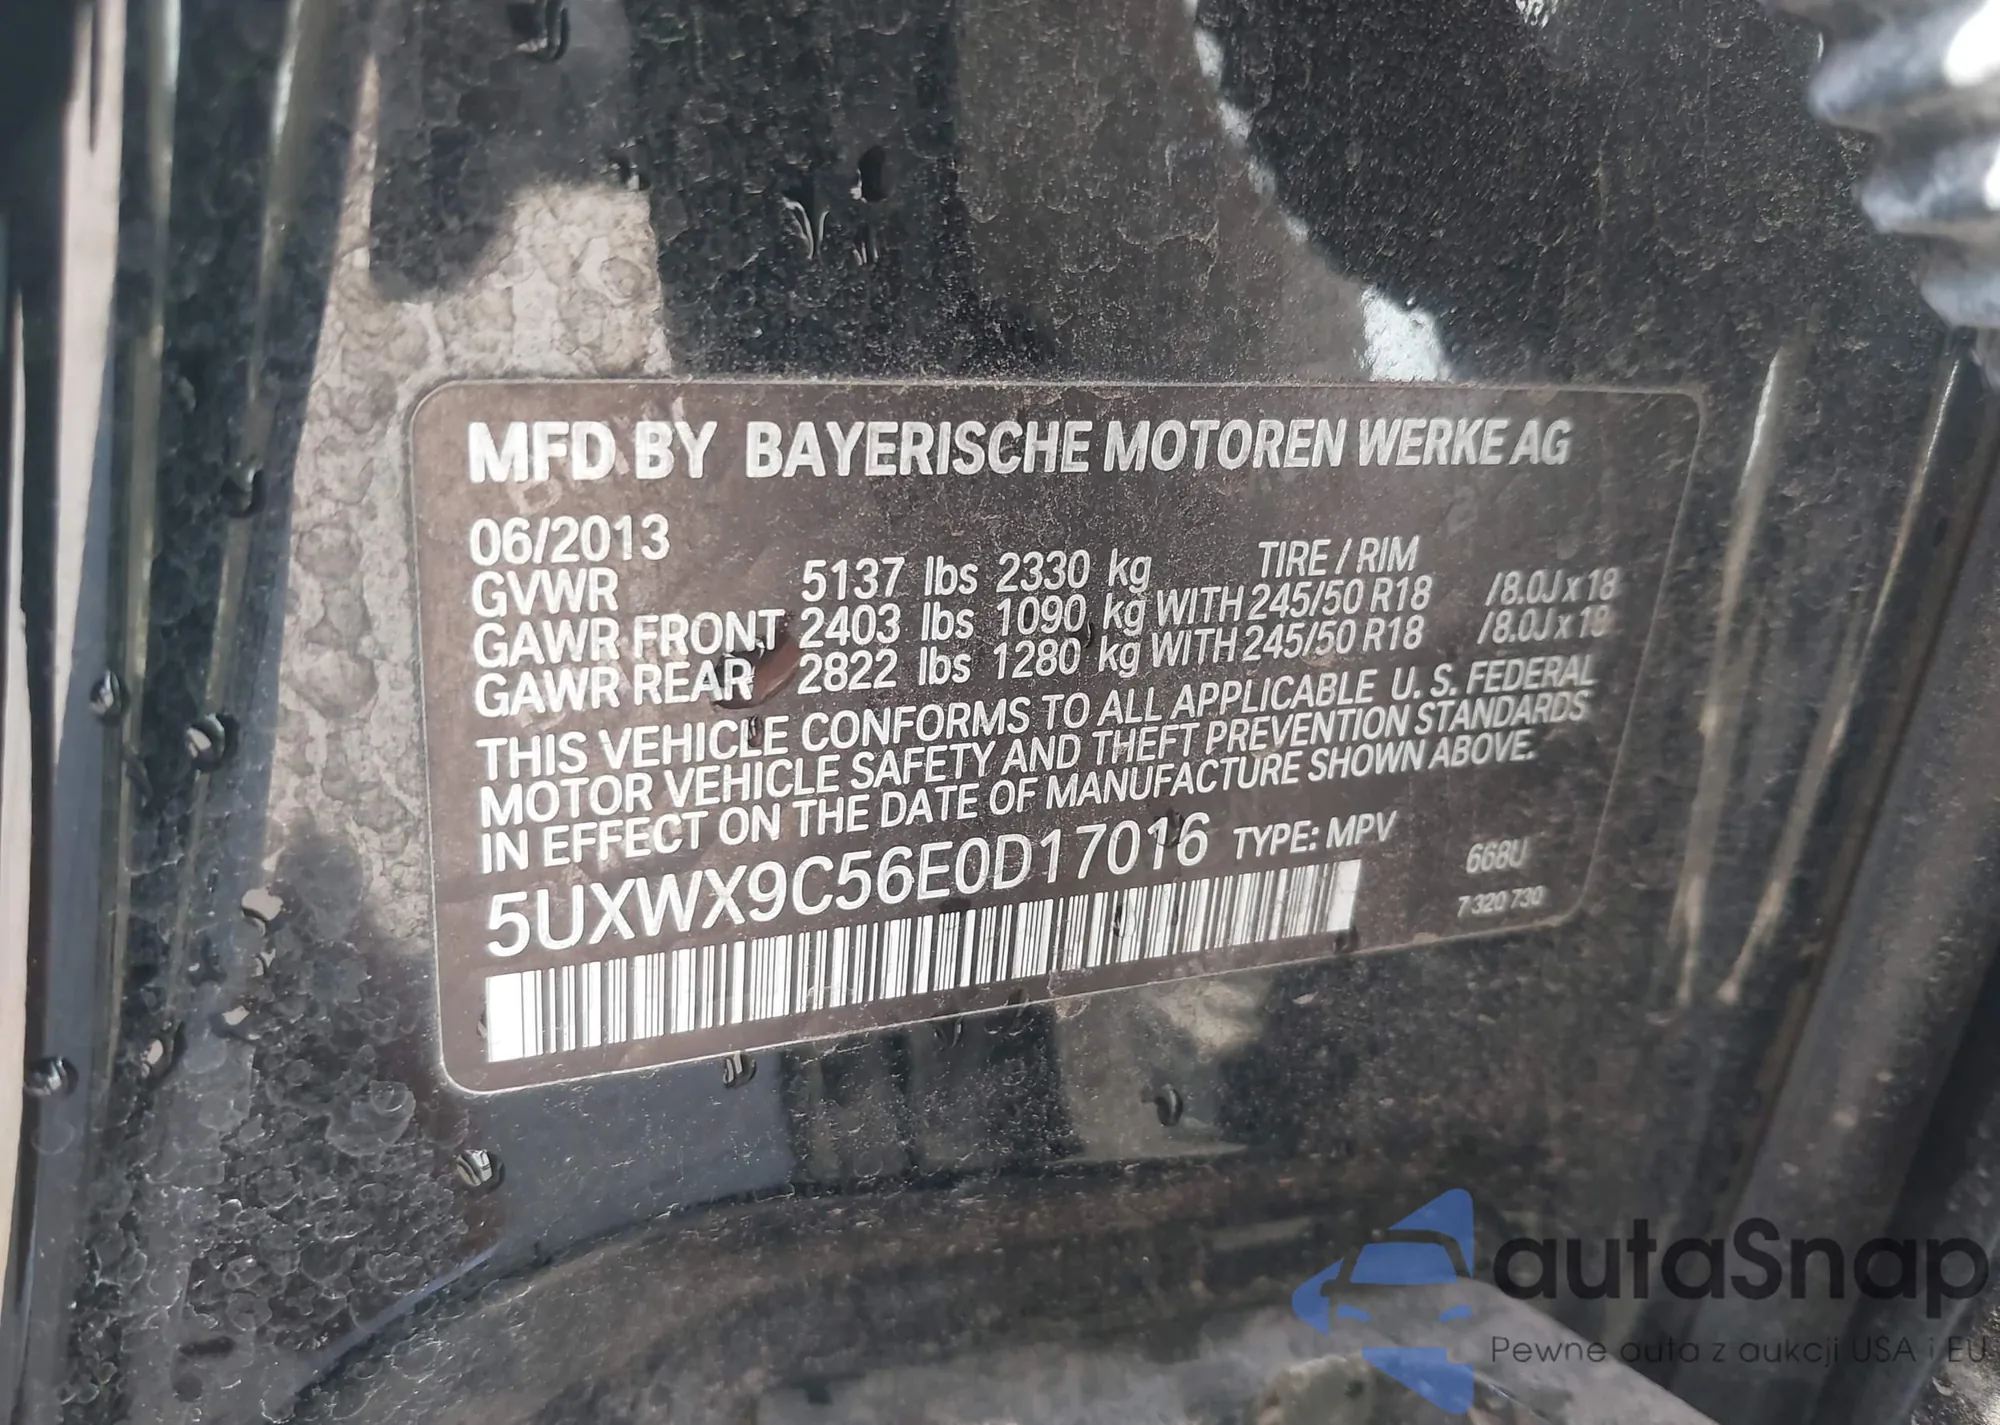 MFD BY BAYERISCHE MOTOREN WERKE AG
06/2013
TIRE / RIM
GVWR 5137 lbs 2330 kg
GAWR FRONT 2403 lbs 1090 kg WITH 245/50 R18 /8.0J x 18
GAWR REAR 2822 lbs 1280 kg WITH 245/50 R18 /8.0J x 18
THIS VEHICLE CONFORMS TO ALL APPLICABLE U. S. FEDERAL
MOTOR VEHICLE SAFETY AND THEFT PREVENTION STANDARDS
IN EFFECT ON THE DATE OF MANUFACTURE SHOWN ABOVE.
5UXWX9C56E0D17016 TYPE: MPV
668U
7 320 730
autaSnap
Pewne auta z aukcji USA i EU